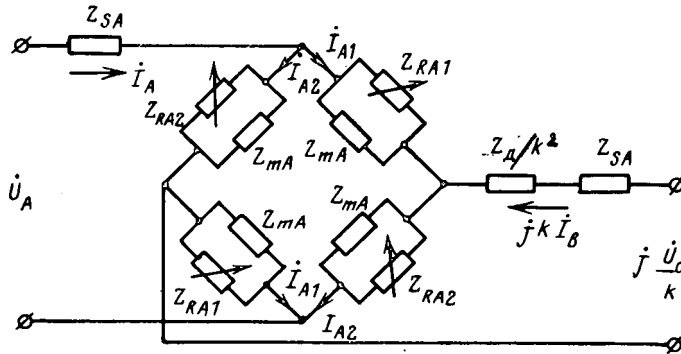 Z_SA
İ_A
İ_A1
İ_A2
Z_RA1
Z_RA2
Z_mA
Z_mA
Z_Д/k²
Z_SA
U̇_A
Z_mA
Z_mA
j k İ_B
İ_A1
Z_RA1
I_A2
Z_RA2
j
k